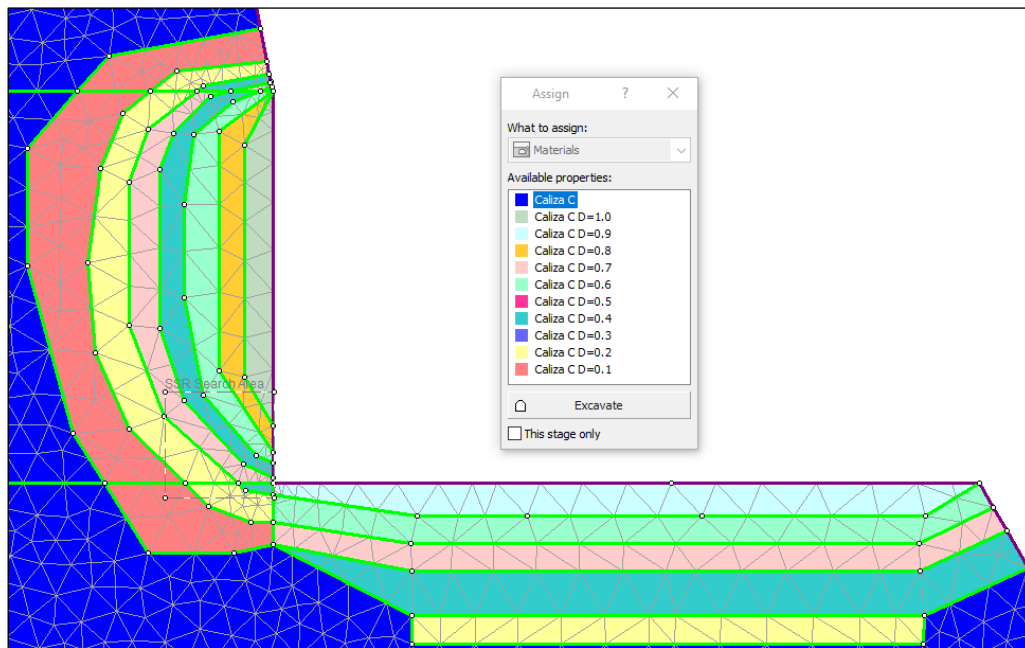 Assign ?
What to assign:
Materials
Available properties:
Caliza C
Caliza C D=1.0
Caliza C D=0.9
Caliza C D=0.8
Caliza C D=0.7
Caliza C D=0.6
Caliza C D=0.5
Caliza C D=0.4
Caliza C D=0.3
Caliza C D=0.2
Caliza C D=0.1
SSR Search Area
Excavate
This stage only